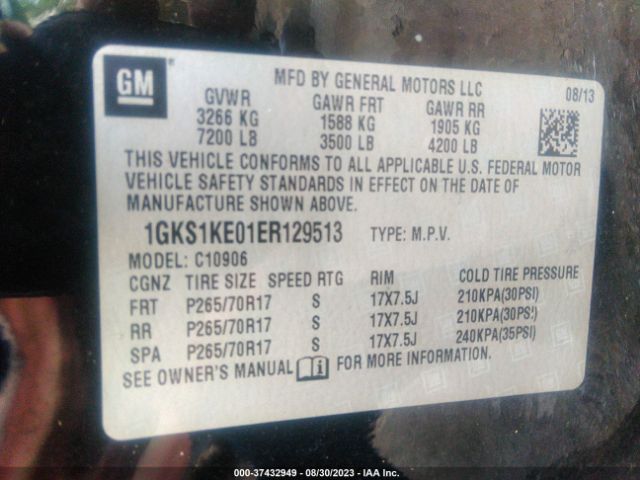 GM
MFD BY GENERAL MOTORS LLC
08/13
GVWR GAWR FRT GAWR RR
3266 KG 1588 KG 1905 KG
7200 LB 3500 LB 4200 LB
THIS VEHICLE CONFORMS TO ALL APPLICABLE U.S. FEDERAL MOTOR
VEHICLE SAFETY STANDARDS IN EFFECT ON THE DATE OF
MANUFACTURE SHOWN ABOVE.
1GKS1KE01ER129513 TYPE: M.P.V.
MODEL: C10906
CGNZ TIRE SIZE SPEED RTG RIM COLD TIRE PRESSURE
FRT P265/70R17 S 17X7.5J 210KPA(30PSI)
RR P265/70R17 S 17X7.5J 210KPA(30PSI)
SPA P265/70R17 S 17X7.5J 240KPA(35PSI)
SEE OWNER'S MANUAL FOR MORE INFORMATION.
000-37432949 - 08/30/2023 - IAA Inc.